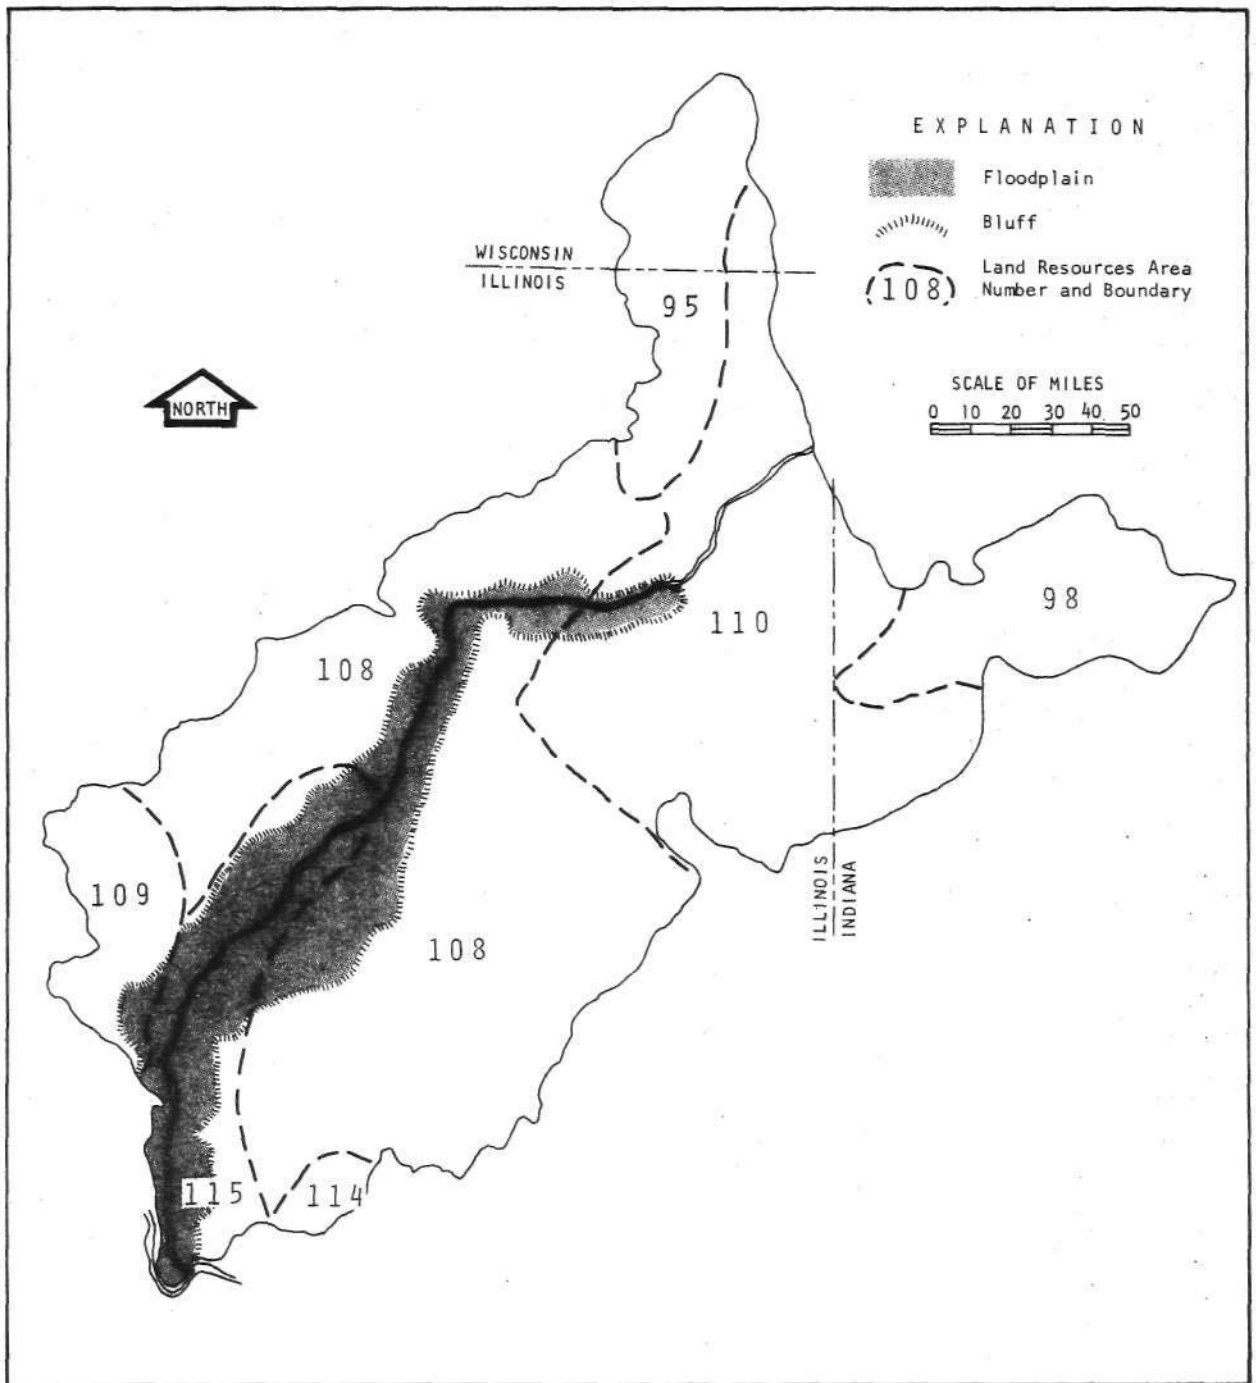 EXPLANATION
Floodplain
Bluff
108
Land Resources Area
Number and Boundary
WISCONSIN
ILLINOIS
95
SCALE OF MILES
0 10 20 30 40 50
NORTH
98
110
108
109
108
ILLINOIS
INDIANA
115
114